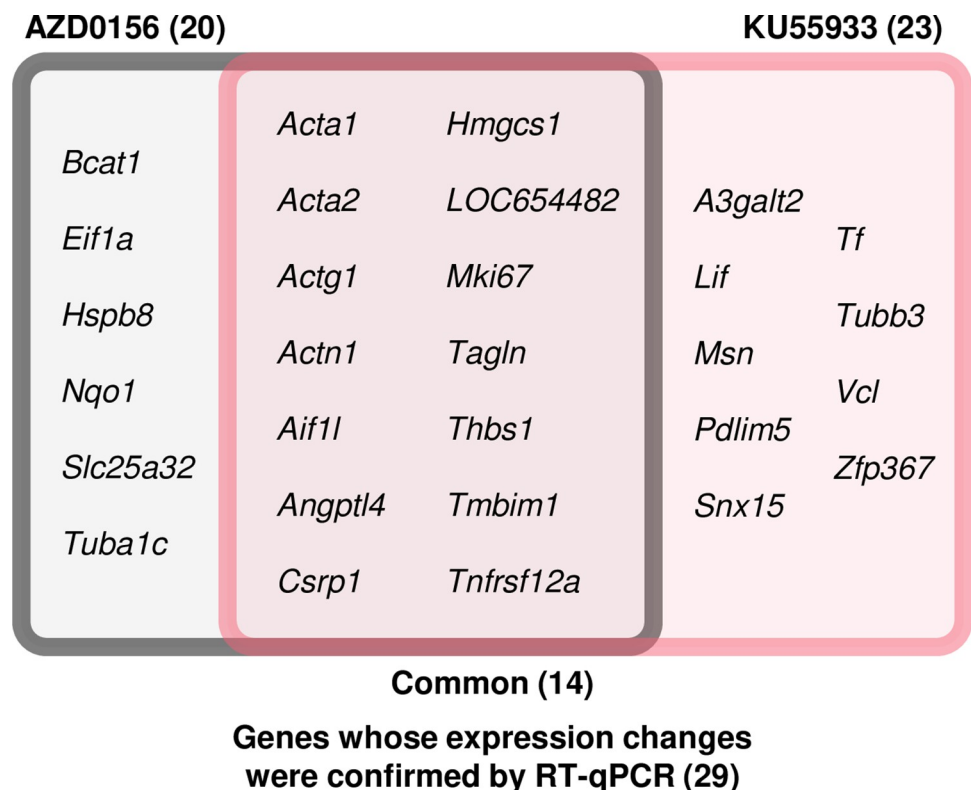 AZD0156 (20)
KU55933 (23)
Bcat1
Eif1a
Hspb8
Nqo1
Slc25a32
Tuba1c
Acta1
Acta2
Actg1
Actn1
Aif1l
Angptl4
Csrp1
Hmgcs1
LOC654482
Mki67
Tagln
Thbs1
Tmbim1
Tnfrsf12a
A3galt2
Lif
Msn
Pdlim5
Snx15
Tf
Tubb3
Vcl
Zfp367
Common (14)
Genes whose expression changes
were confirmed by RT-qPCR (29)